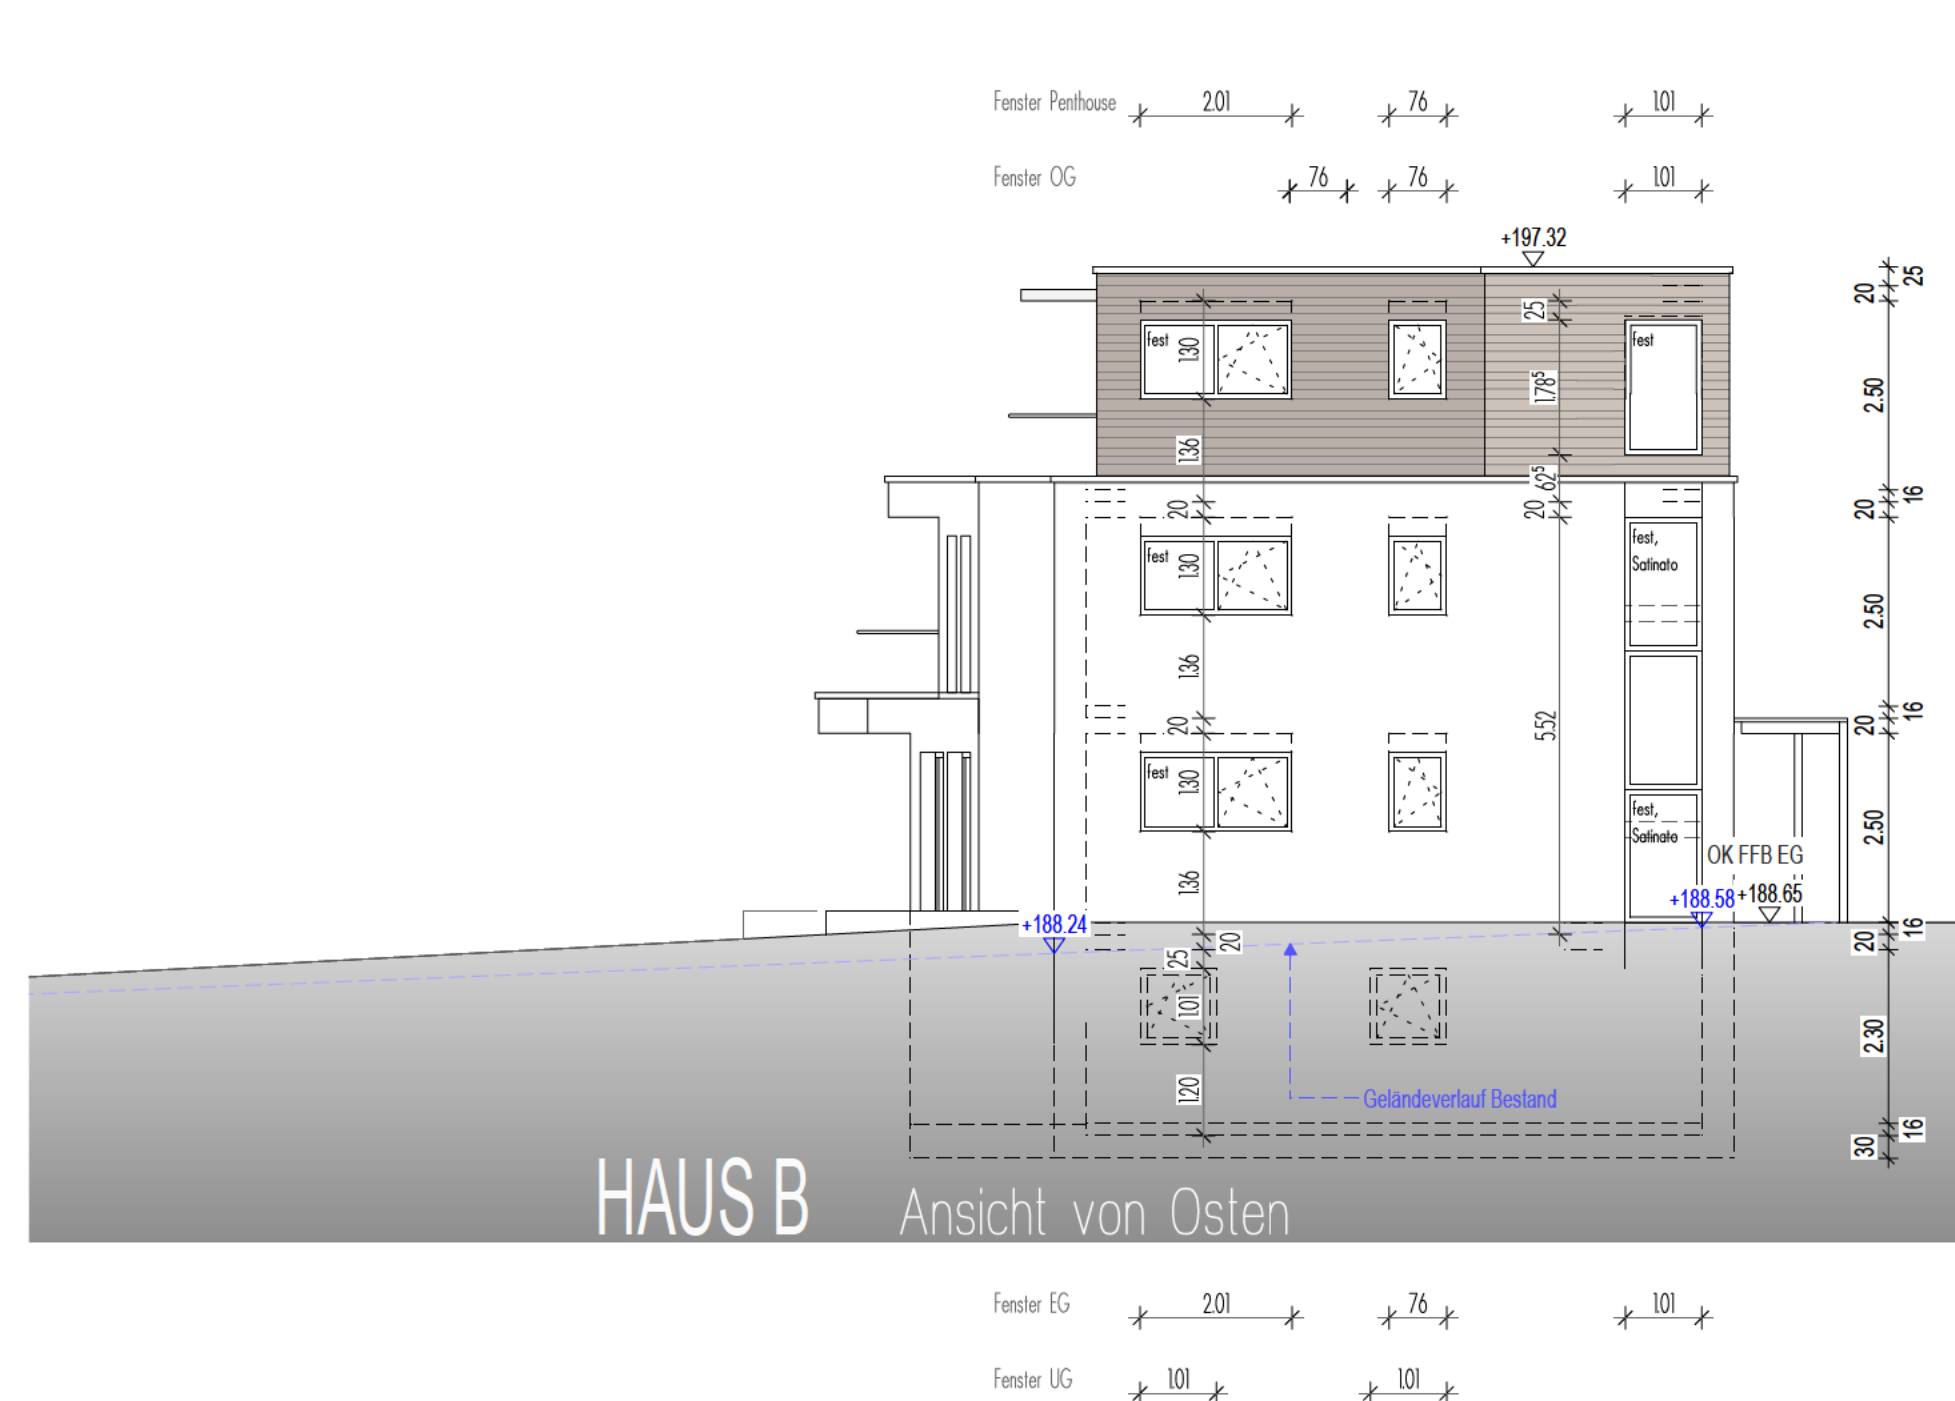 Fenster Penthouse 2.01 76 1.01
Fenster OG 76 76 1.01
+197.32
25
20
25
fest
1.30
fest
1.78⁵
2.50
1.36
62⁵
20
20
20
16
fest
1.30
fest,
Satinato
2.50
1.36
20
5.52
20
16
fest
1.30
fest,
Satinato
2.50
OK FFB EG
1.36
+188.24
+188.58
+188.65
20
25
20
16
1.01
2.30
1.20
Geländeverlauf Bestand
30
16
HAUS B Ansicht von Osten
Fenster EG 2.01 76 1.01
Fenster UG 1.01 1.01